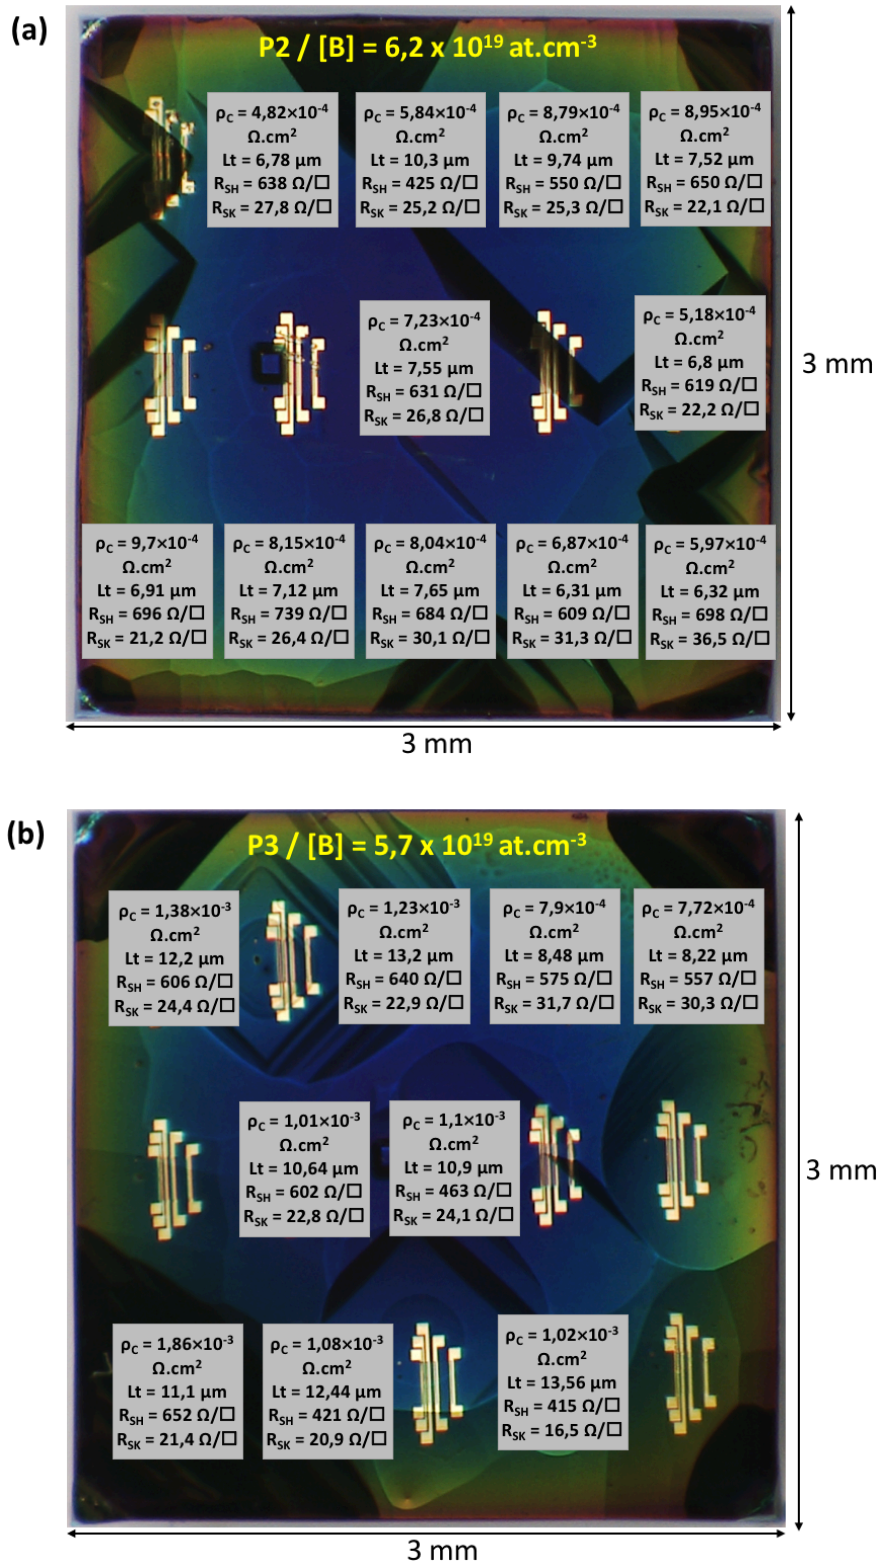 (a)
P2 / [B] = 6,2 x 10¹⁹ at.cm⁻³
ρC = 4,82×10⁻⁴
Ω.cm²
Lt = 6,78 µm
RSH = 638 Ω/□
RSK = 27,8 Ω/□
ρC = 5,84×10⁻⁴
Ω.cm²
Lt = 10,3 µm
RSH = 425 Ω/□
RSK = 25,2 Ω/□
ρC = 8,79×10⁻⁴
Ω.cm²
Lt = 9,74 µm
RSH = 550 Ω/□
RSK = 25,3 Ω/□
ρC = 8,95×10⁻⁴
Ω.cm²
Lt = 7,52 µm
RSH = 650 Ω/□
RSK = 22,1 Ω/□
ρC = 7,23×10⁻⁴
Ω.cm²
Lt = 7,55 µm
RSH = 631 Ω/□
RSK = 26,8 Ω/□
ρC = 5,18×10⁻⁴
Ω.cm²
Lt = 6,8 µm
RSH = 619 Ω/□
RSK = 22,2 Ω/□
3 mm
ρC = 9,7×10⁻⁴
Ω.cm²
Lt = 6,91 µm
RSH = 696 Ω/□
RSK = 21,2 Ω/□
ρC = 8,15×10⁻⁴
Ω.cm²
Lt = 7,12 µm
RSH = 739 Ω/□
RSK = 26,4 Ω/□
ρC = 8,04×10⁻⁴
Ω.cm²
Lt = 7,65 µm
RSH = 684 Ω/□
RSK = 30,1 Ω/□
ρC = 6,87×10⁻⁴
Ω.cm²
Lt = 6,31 µm
RSH = 609 Ω/□
RSK = 31,3 Ω/□
ρC = 5,97×10⁻⁴
Ω.cm²
Lt = 6,32 µm
RSH = 698 Ω/□
RSK = 36,5 Ω/□
3 mm
(b)
P3 / [B] = 5,7 x 10¹⁹ at.cm⁻³
ρC = 1,38×10⁻³
Ω.cm²
Lt = 12,2 µm
RSH = 606 Ω/□
RSK = 24,4 Ω/□
ρC = 1,23×10⁻³
Ω.cm²
Lt = 13,2 µm
RSH = 640 Ω/□
RSK = 22,9 Ω/□
ρC = 7,9×10⁻⁴
Ω.cm²
Lt = 8,48 µm
RSH = 575 Ω/□
RSK = 31,7 Ω/□
ρC = 7,72×10⁻⁴
Ω.cm²
Lt = 8,22 µm
RSH = 557 Ω/□
RSK = 30,3 Ω/□
ρC = 1,01×10⁻³
Ω.cm²
Lt = 10,64 µm
RSH = 602 Ω/□
RSK = 22,8 Ω/□
ρC = 1,1×10⁻³
Ω.cm²
Lt = 10,9 µm
RSH = 463 Ω/□
RSK = 24,1 Ω/□
3 mm
ρC = 1,86×10⁻³
Ω.cm²
Lt = 11,1 µm
RSH = 652 Ω/□
RSK = 21,4 Ω/□
ρC = 1,08×10⁻³
Ω.cm²
Lt = 12,44 µm
RSH = 421 Ω/□
RSK = 20,9 Ω/□
ρC = 1,02×10⁻³
Ω.cm²
Lt = 13,56 µm
RSH = 415 Ω/□
RSK = 16,5 Ω/□
3 mm